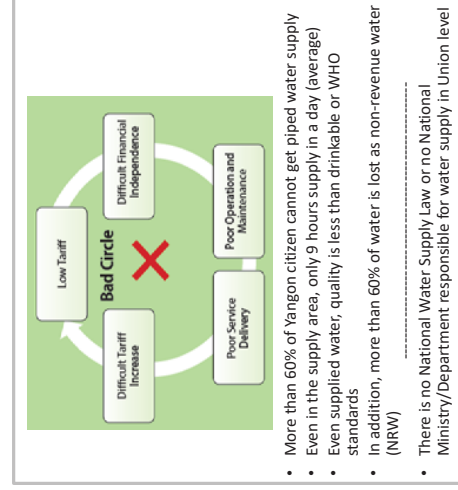 Low Tariff
Bad Circle
Difficult Financial
Independence
Poor Operation and
Maintenance
Poor Service
Delivery
Difficult Tariff
Increase
• More than 60% of Yangon citizen cannot get piped water supply
• Even in the supply area, only 9 hours supply in a day (average)
• Even supplied water, quality is less than drinkable or WHO
standards
• In addition, more than 60% of water is lost as non-revenue water
(NRW)
------------------------------------------------
• There is no National Water Supply Law or no National
Ministry/Department responsible for water supply in Union level